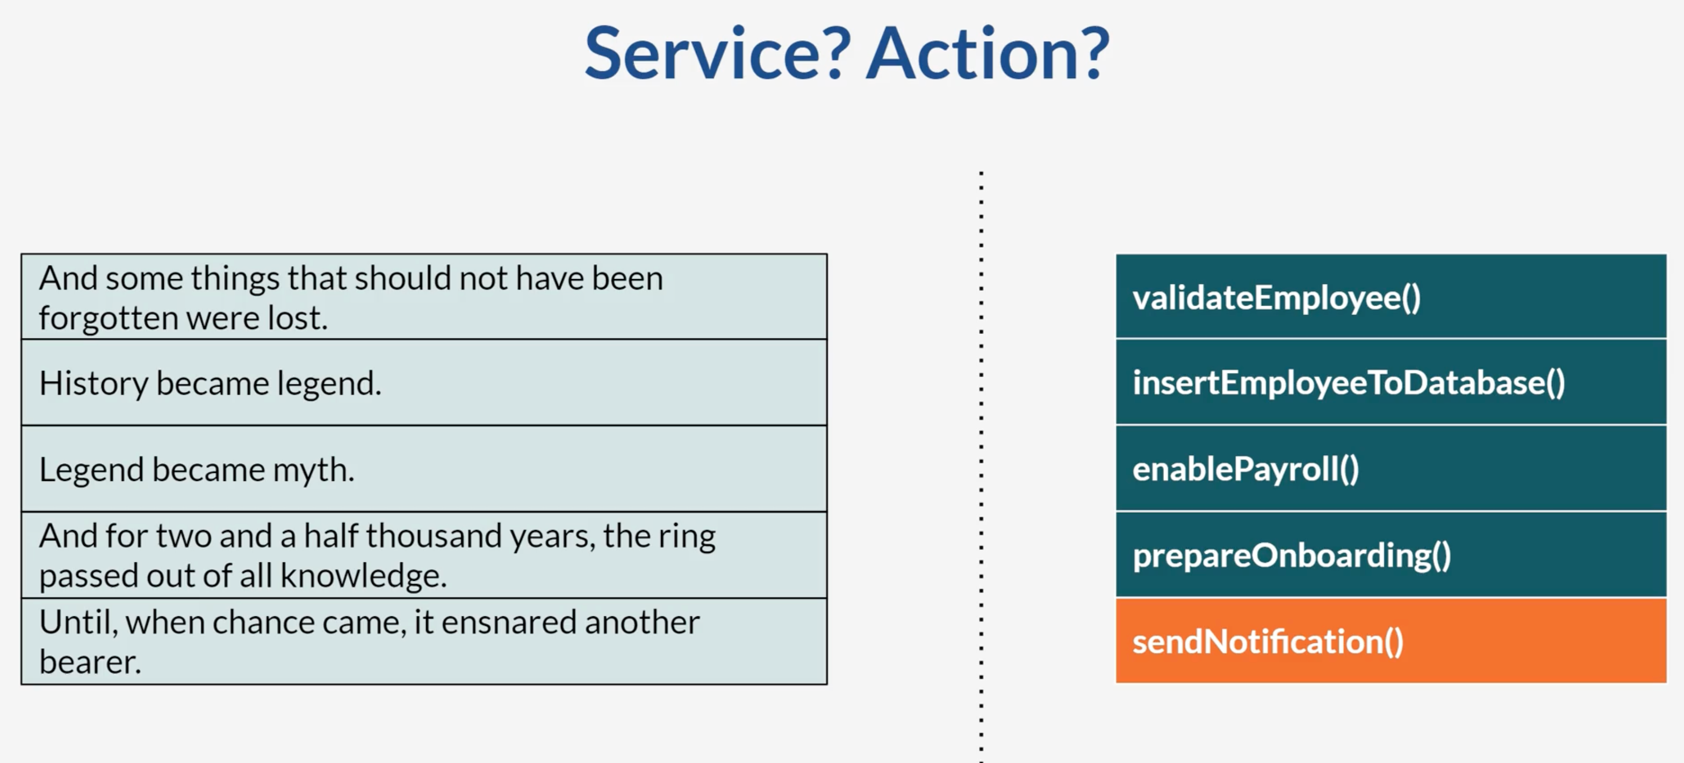 Service? Action?
And some things that should not have been
forgotten were lost.
History became legend.
Legend became myth.
And for two and a half thousand years, the ring
passed out of all knowledge.
Until, when chance came, it ensnared another
bearer.
validateEmployee()
insertEmployeeToDatabase()
enablePayroll()
prepareOnboarding()
sendNotification()